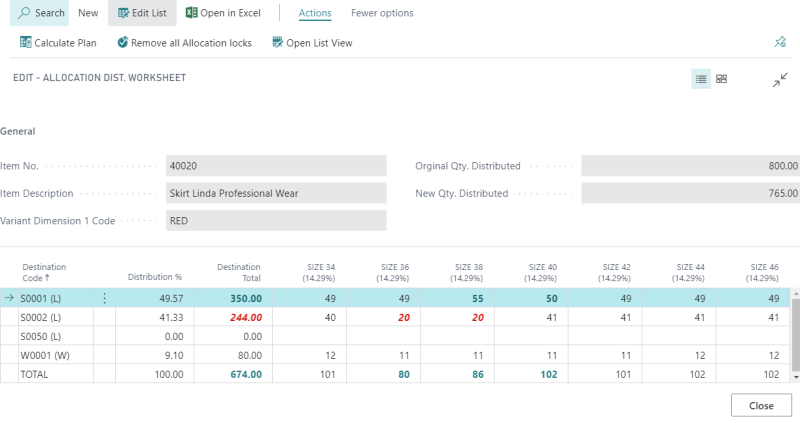 Search New Edit List Open in Excel Actions Fewer options
Calculate Plan Remove all Allocation locks Open List View
EDIT - ALLOCATION DIST. WORKSHEET
General
Item No. 40020 Orginal Qty. Distributed 800.00
Item Description Skirt Linda Professional Wear New Qty. Distributed 765.00
Variant Dimension 1 Code RED
Destination Destination SIZE 34 SIZE 36 SIZE 38 SIZE 40 SIZE 42 SIZE 44 SIZE 46
Code ↑ Distribution % Total (14.29%) (14.29%) (14.29%) (14.29%) (14.29%) (14.29%) (14.29%)
→ S0001 (L) 49.57 350.00 49 49 55 50 49 49 49
S0002 (L) 41.33 244.00 40 20 20 41 41 41 41
S0050 (L) 0.00 0.00
W0001 (W) 9.10 80.00 12 11 11 11 11 12 12
TOTAL 100.00 674.00 101 80 86 102 101 102 102
Close